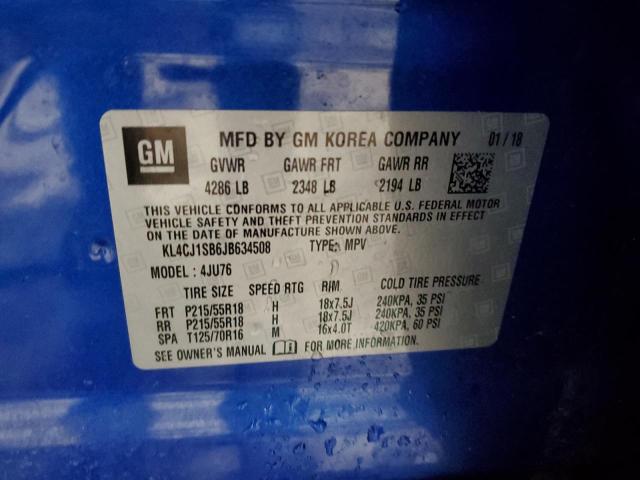 GM MFD BY GM KOREA COMPANY 01/18
GVWR GAWR FRT GAWR RR
4286 LB 2348 LB 2194 LB
THIS VEHICLE CONFORMS TO ALL APPLICABLE U.S. FEDERAL MOTOR
VEHICLE SAFETY AND THEFT PREVENTION STANDARDS IN EFFECT
ON THE DATE OF MANUFACTURE SHOWN ABOVE.
KL4CJ1SB6JB634508 TYPE: MPV
MODEL: 4JU76
TIRE SIZE SPEED RTG RIM COLD TIRE PRESSURE
FRT P215/55R18 H 18x7.5J 240KPA, 35 PSI
RR P215/55R18 H 18x7.5J 240KPA, 35 PSI
SPA T125/70R16 M 16x4.0T 420KPA, 60 PSI
SEE OWNER'S MANUAL FOR MORE INFORMATION.